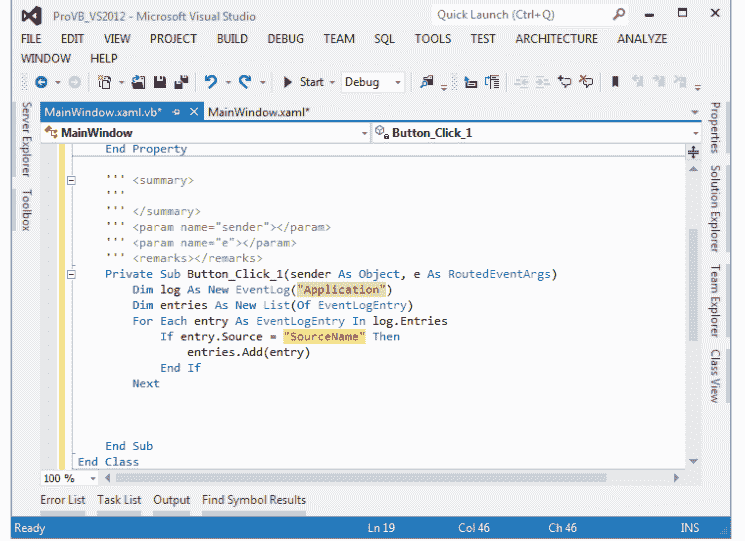 ProVB_VS2012 - Microsoft Visual Studio
Quick Launch (Ctrl+Q)
FILE EDIT VIEW PROJECT BUILD DEBUG TEAM SQL TOOLS TEST ARCHITECTURE ANALYZE
WINDOW HELP
Start Debug
MainWindow.xaml.vb* MainWindow.xaml*
MainWindow
Button_Click_1
End Property
''' <summary>
'''
''' </summary>
''' <param name="sender"></param>
''' <param name="e"></param>
''' <remarks></remarks>
Private Sub Button_Click_1(sender As Object, e As RoutedEventArgs)
Dim log As New EventLog("Application")
Dim entries As New List(Of EventLogEntry)
For Each entry As EventLogEntry In log.Entries
If entry.Source = "SourceName" Then
entries.Add(entry)
End If
Next
End Sub
End Class
100 %
Server Explorer
Toolbox
Properties
Solution Explorer
Team Explorer
Class View
Error List Task List Output Find Symbol Results
Ready Ln 19 Col 46 Ch 46 INS